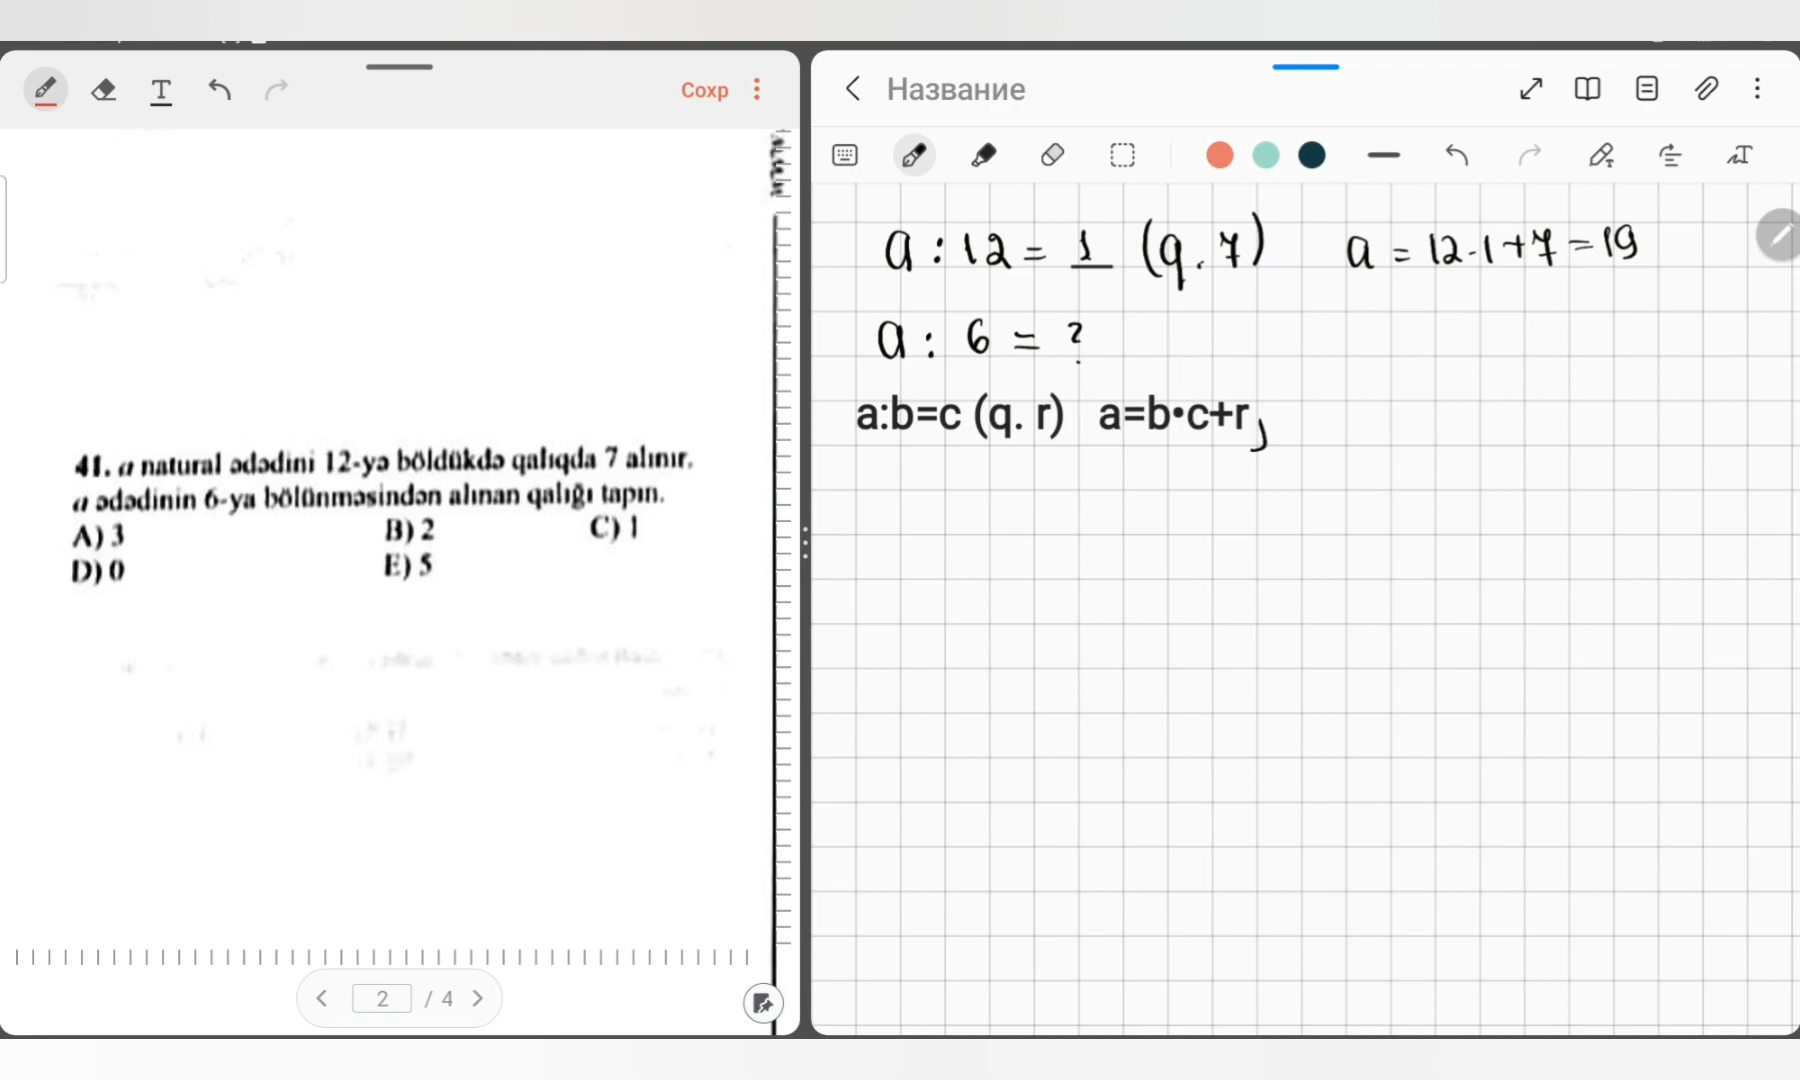 Сохр
41. a natural ədədini 12-yə böldükdə qalıqda 7 alınır.
a ədədinin 6-ya bölünməsindən alınan qalığı tapın.
A) 3 B) 2 C) 1
D) 0 E) 5
2 / 4
Название
a : 12 = 1 (q. 7) a = 12·1+7=19
a : 6 = ?
a:b=c (q. r) a=b•c+r